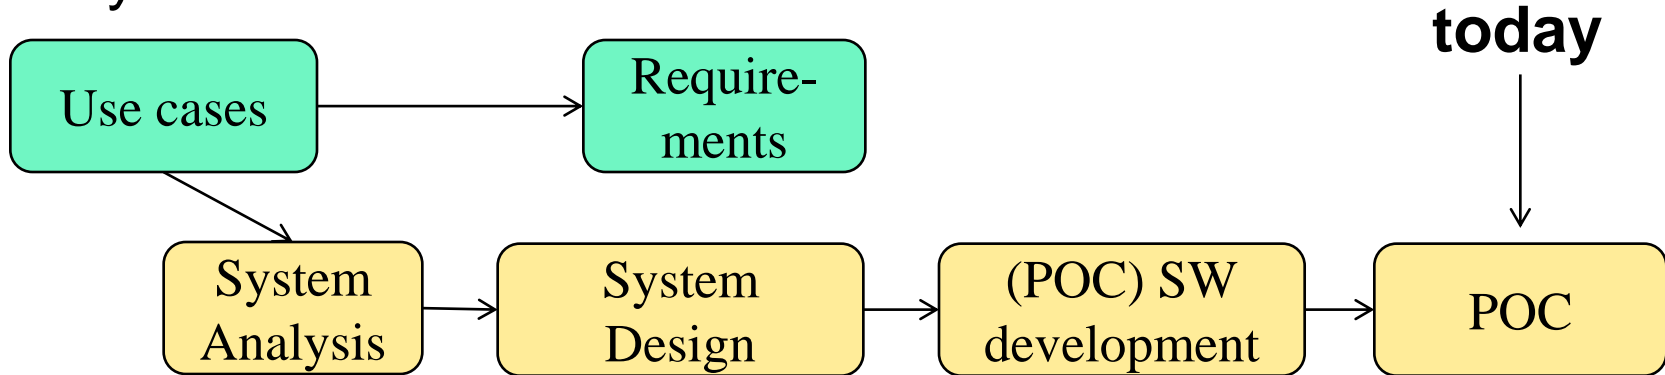 today
Use cases
Require-
ments
System
Analysis
System
Design
(POC) SW
development
POC